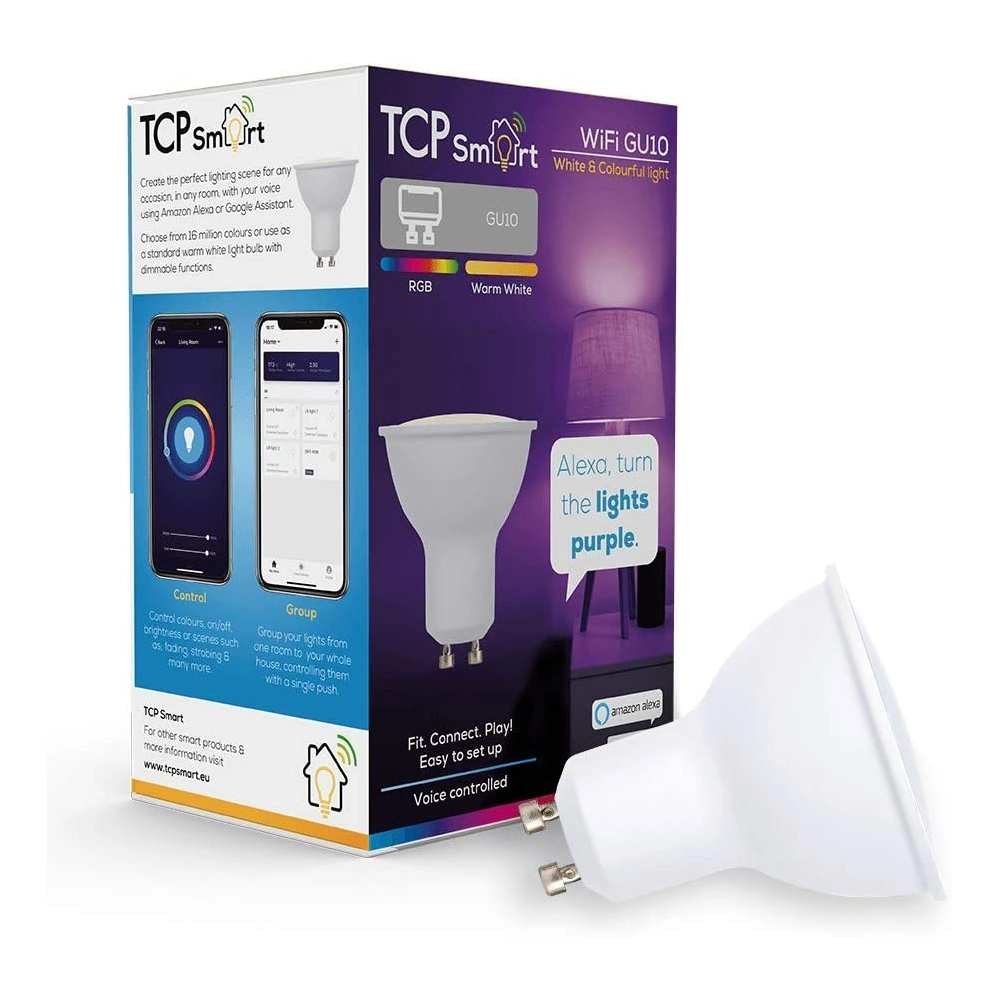 TCP Smart
Create the perfect lighting scene for any
occasion, in any room, with your voice
using Amazon Alexa or Google Assistant.
Choose from 16 million colours or use as
a standard warm white light bulb with
dimmable functions.
Living Room
Home
Living Room
Control
Control colours, on/off,
brightness or scenes such
as; fading, strobing &
many more.
Group
Group your lights from
one room to your whole
house, controlling them
with a single push.
TCP Smart
For other smart products &
more information visit
www.tcpsmart.eu
TCP Smart
WiFi GU10
White & Colourful light
GU10
RGB
Warm White
Alexa, turn
the lights
purple.
amazon alexa
Fit. Connect. Play!
Easy to set up
Voice controlled